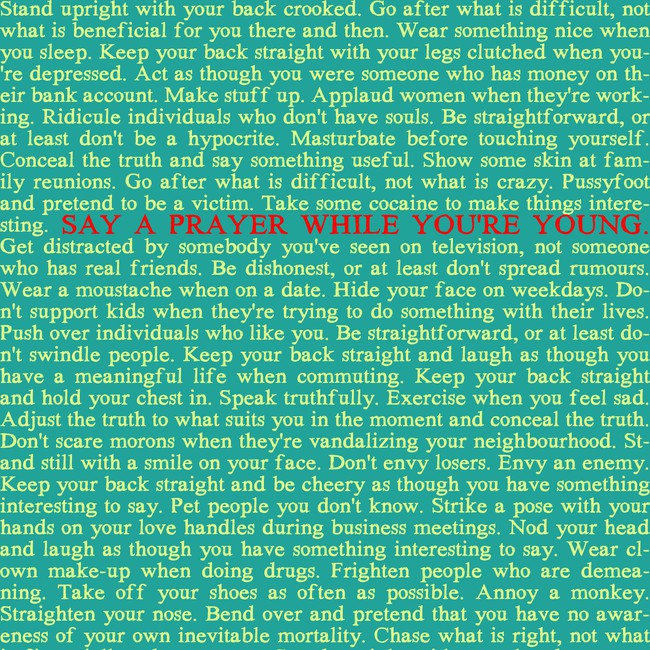 Stand upright with your back crooked. Go after what is difficult, not
what is beneficial for you there and then. Wear something nice when
you sleep. Keep your back straight with your legs clutched when you-
're depressed. Act as though you were someone who has money on th-
eir bank account. Make stuff up. Applaud women when they're work-
ing. Ridicule individuals who don't have souls. Be straightforward, or
at least don't be a hypocrite. Masturbate before touching yourself.
Conceal the truth and say something useful. Show some skin at fam-
ily reunions. Go after what is difficult, not what is crazy. Pussyfoot
and pretend to be a victim. Take some cocaine to make things intere-
sting. SAY A PRAYER WHILE YOU'RE YOUNG.
Get distracted by somebody you've seen on television, not someone
who has real friends. Be dishonest, or at least don't spread rumours.
Wear a moustache when on a date. Hide your face on weekdays. Do-
n't support kids when they're trying to do something with their lives.
Push over individuals who like you. Be straightforward, or at least do-
n't swindle people. Keep your back straight and laugh as though you
have a meaningful life when commuting. Keep your back straight
and hold your chest in. Speak truthfully. Exercise when you feel sad.
Adjust the truth to what suits you in the moment and conceal the truth.
Don't scare morons when they're vandalizing your neighbourhood. St-
and still with a smile on your face. Don't envy losers. Envy an enemy.
Keep your back straight and be cheery as though you have something
interesting to say. Pet people you don't know. Strike a pose with your
hands on your love handles during business meetings. Nod your head
and laugh as though you have something interesting to say. Wear cl-
own make-up when doing drugs. Frighten people who are demea-
ning. Take off your shoes as often as possible. Annoy a monkey.
Straighten your nose. Bend over and pretend that you have no awar-
eness of your own inevitable mortality. Chase what is right, not what